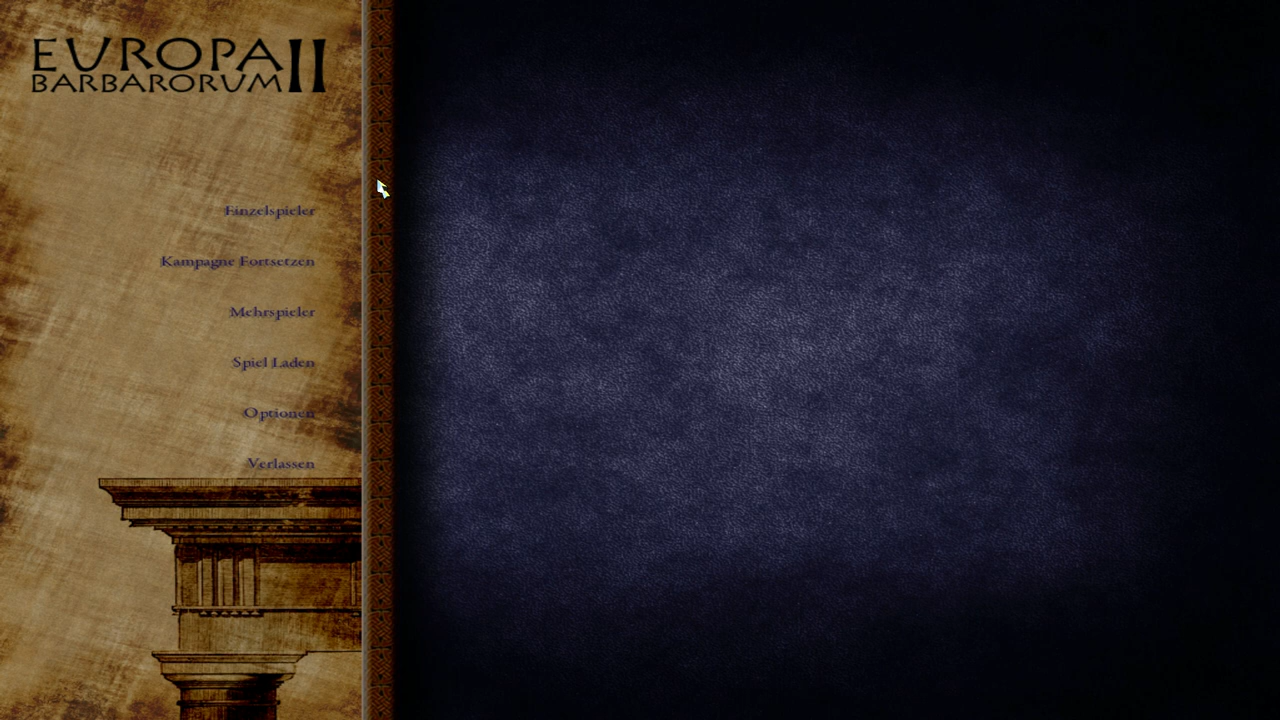 EUROPA II
BARBARORUM
Einzelspieler
Kampagne Fortsetzen
Mehrspieler
Spiel Laden
Optionen
Verlassen